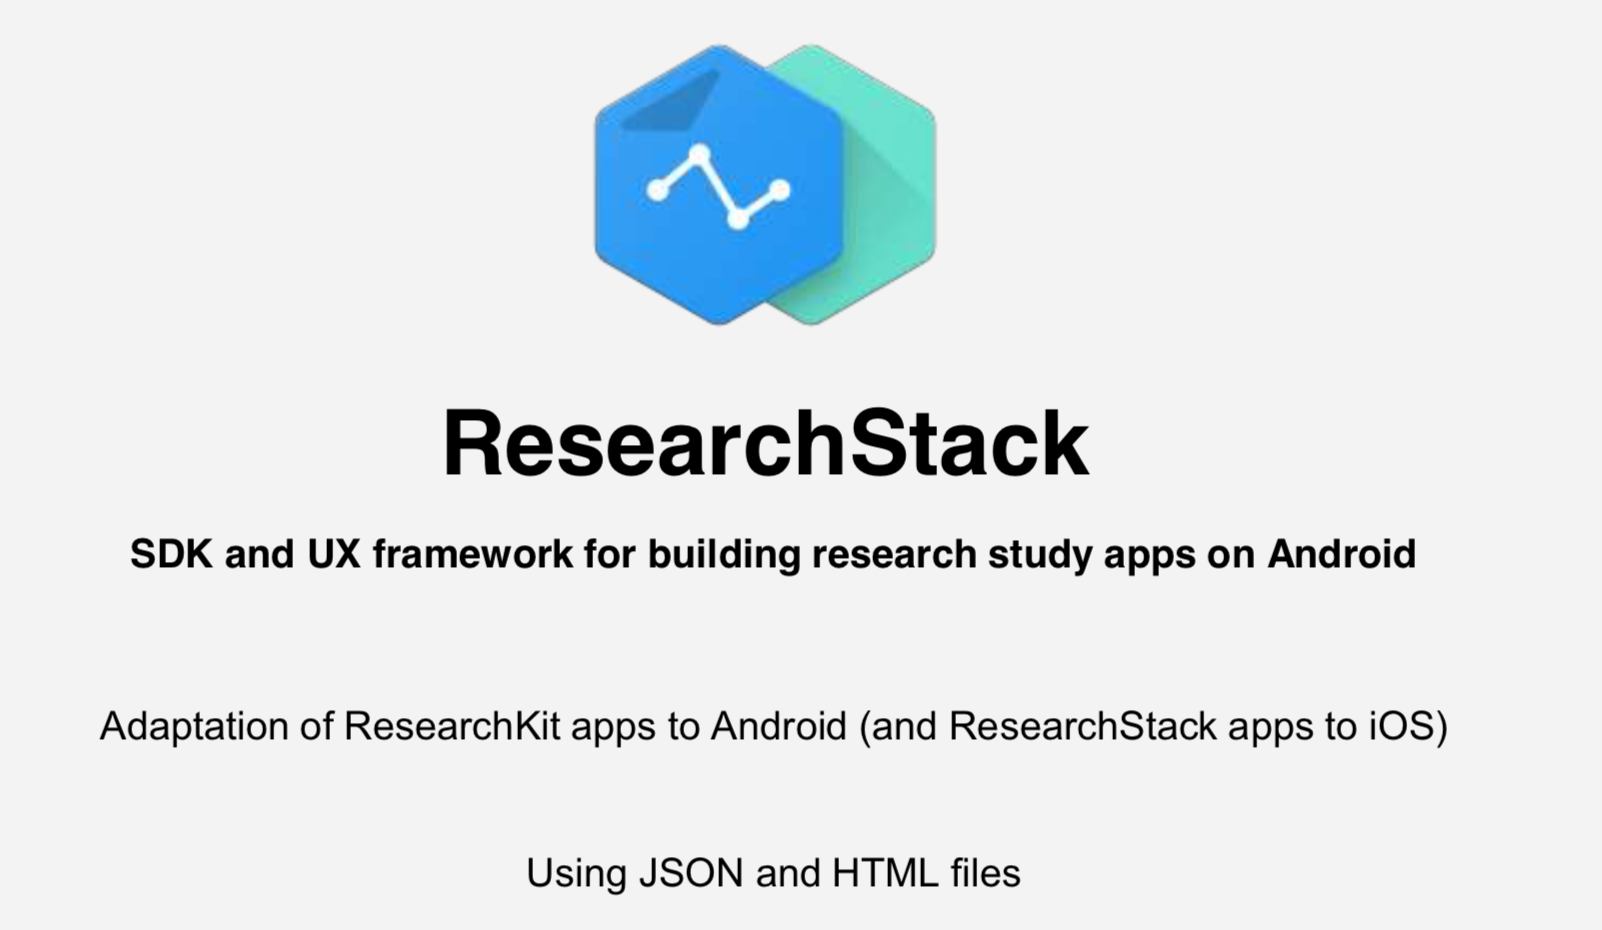 ResearchStack
SDK and UX framework for building research study apps on Android
Adaptation of ResearchKit apps to Android (and ResearchStack apps to iOS)
Using JSON and HTML files